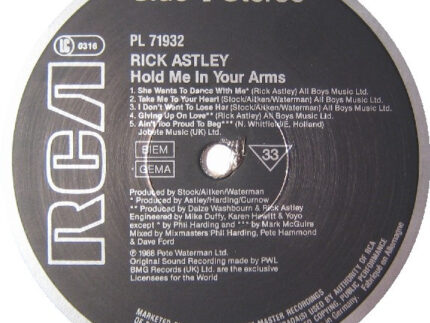 PL 71932
RICK ASTLEY
Hold Me In Your Arms
1. She Wants To Dance With Me* (Rick Astley) All Boys Music Ltd.
2. Take Me To Your Heart (Stock/Aitken/Waterman) All Boys Music Ltd.
3. I Don't Want To Lose Her (Rick Astley) All Boys Music Ltd.
4. Giving Up On Love** (Rick Astley) All Boys Music Ltd.
5. Ain't Too Proud To Beg*** (N. Whitfield/E. Holland)
Jobete Music (UK) Ltd.
LC 0316
RCA
BIEM
GEMA
33
Produced by Stock/Aitken/Waterman
* Produced by Astley/Harding/Curnow
** Produced by Daize Washbourn & Rick Astley
Engineered by Mike Duffy, Karen Hewitt & Yoyo
except * by Phil Harding and *** by Mark McGuire
Mixed by Mixmasters Phil Harding, Pete Hammond
& Dave Ford
℗ 1988 Pete Waterman Ltd.
Original Sound Recording made by PWL
BMG Records (UK) Ltd. are the exclusive
Licensees for the World